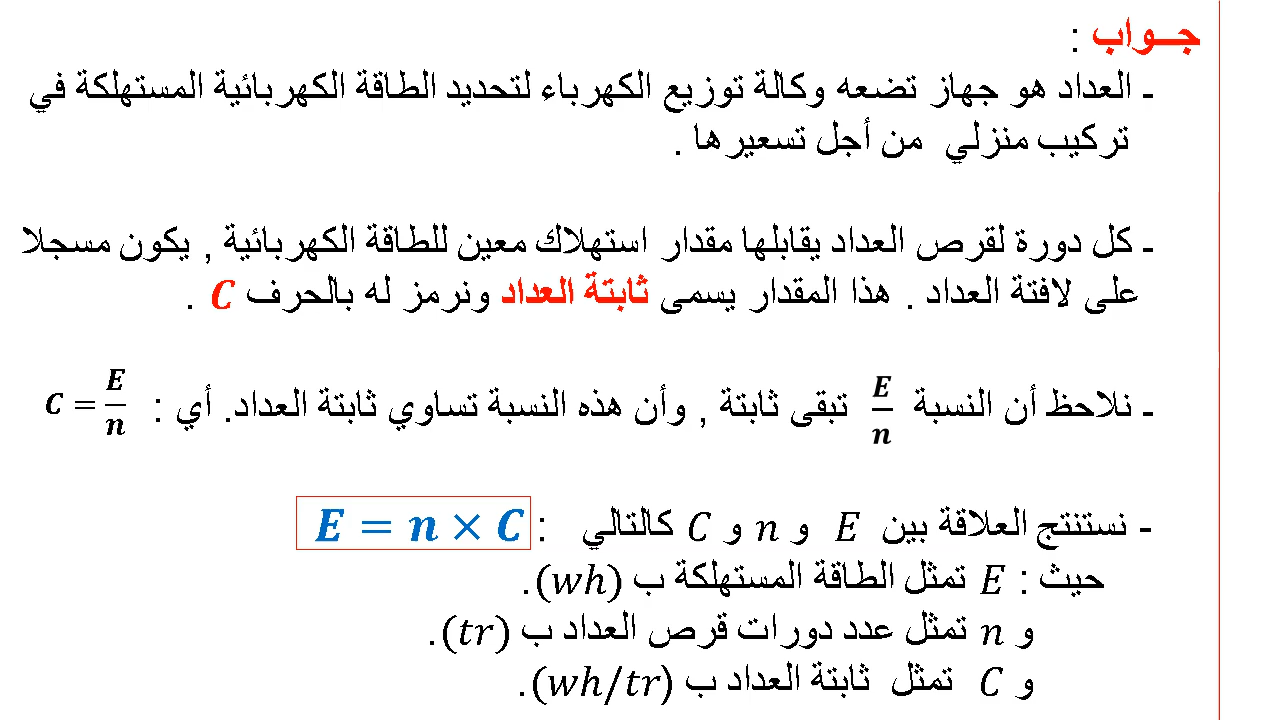 جــواب :
ـ العداد هو جهاز تضعه وكالة توزيع الكهرباء لتحديد الطاقة الكهربائية المستهلكة في
تركيب منزلي من أجل تسعيرها .
ـ كل دورة لقرص العداد يقابلها مقدار استهلاك معين للطاقة الكهربائية , يكون مسجلا
على لافتة العداد . هذا المقدار يسمى ثابتة العداد ونرمز له بالحرف C .
ـ نلاحظ أن النسبة E/n تبقى ثابتة , وأن هذه النسبة تساوي ثابتة العداد. أي : C = E/n
- نستنتج العلاقة بين E و n و C كالتالي : E = n × C
حيث : E تمثل الطاقة المستهلكة ب (wh).
و n تمثل عدد دورات قرص العداد ب (tr).
و C تمثل ثابتة العداد ب (wh/tr).